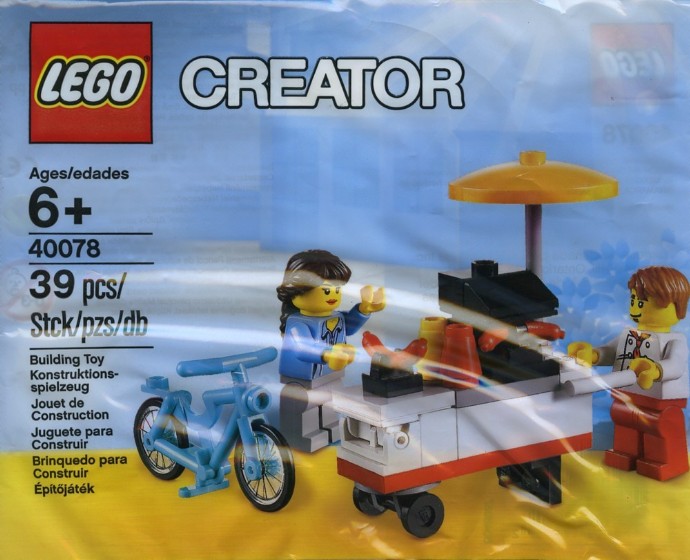 LEGO
CREATOR
Ages/edades
6+
40078
39 pcs/
Stck/pzs/db
Building Toy
Konstruktions-
spielzeug
Jouet de
Construction
Juguete para
Construir
Brinquedo para
Construir
Építőjáték